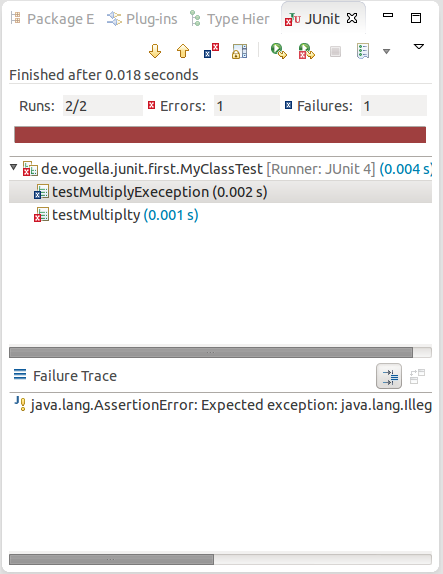 Package E Plug-ins Type Hier JUnit
Finished after 0.018 seconds
Runs: 2/2 Errors: 1 Failures: 1
de.vogella.junit.first.MyClassTest [Runner: JUnit 4] (0.004 s)
testMultiplyExeception (0.002 s)
testMultiplty (0.001 s)
Failure Trace
java.lang.AssertionError: Expected exception: java.lang.Illeg